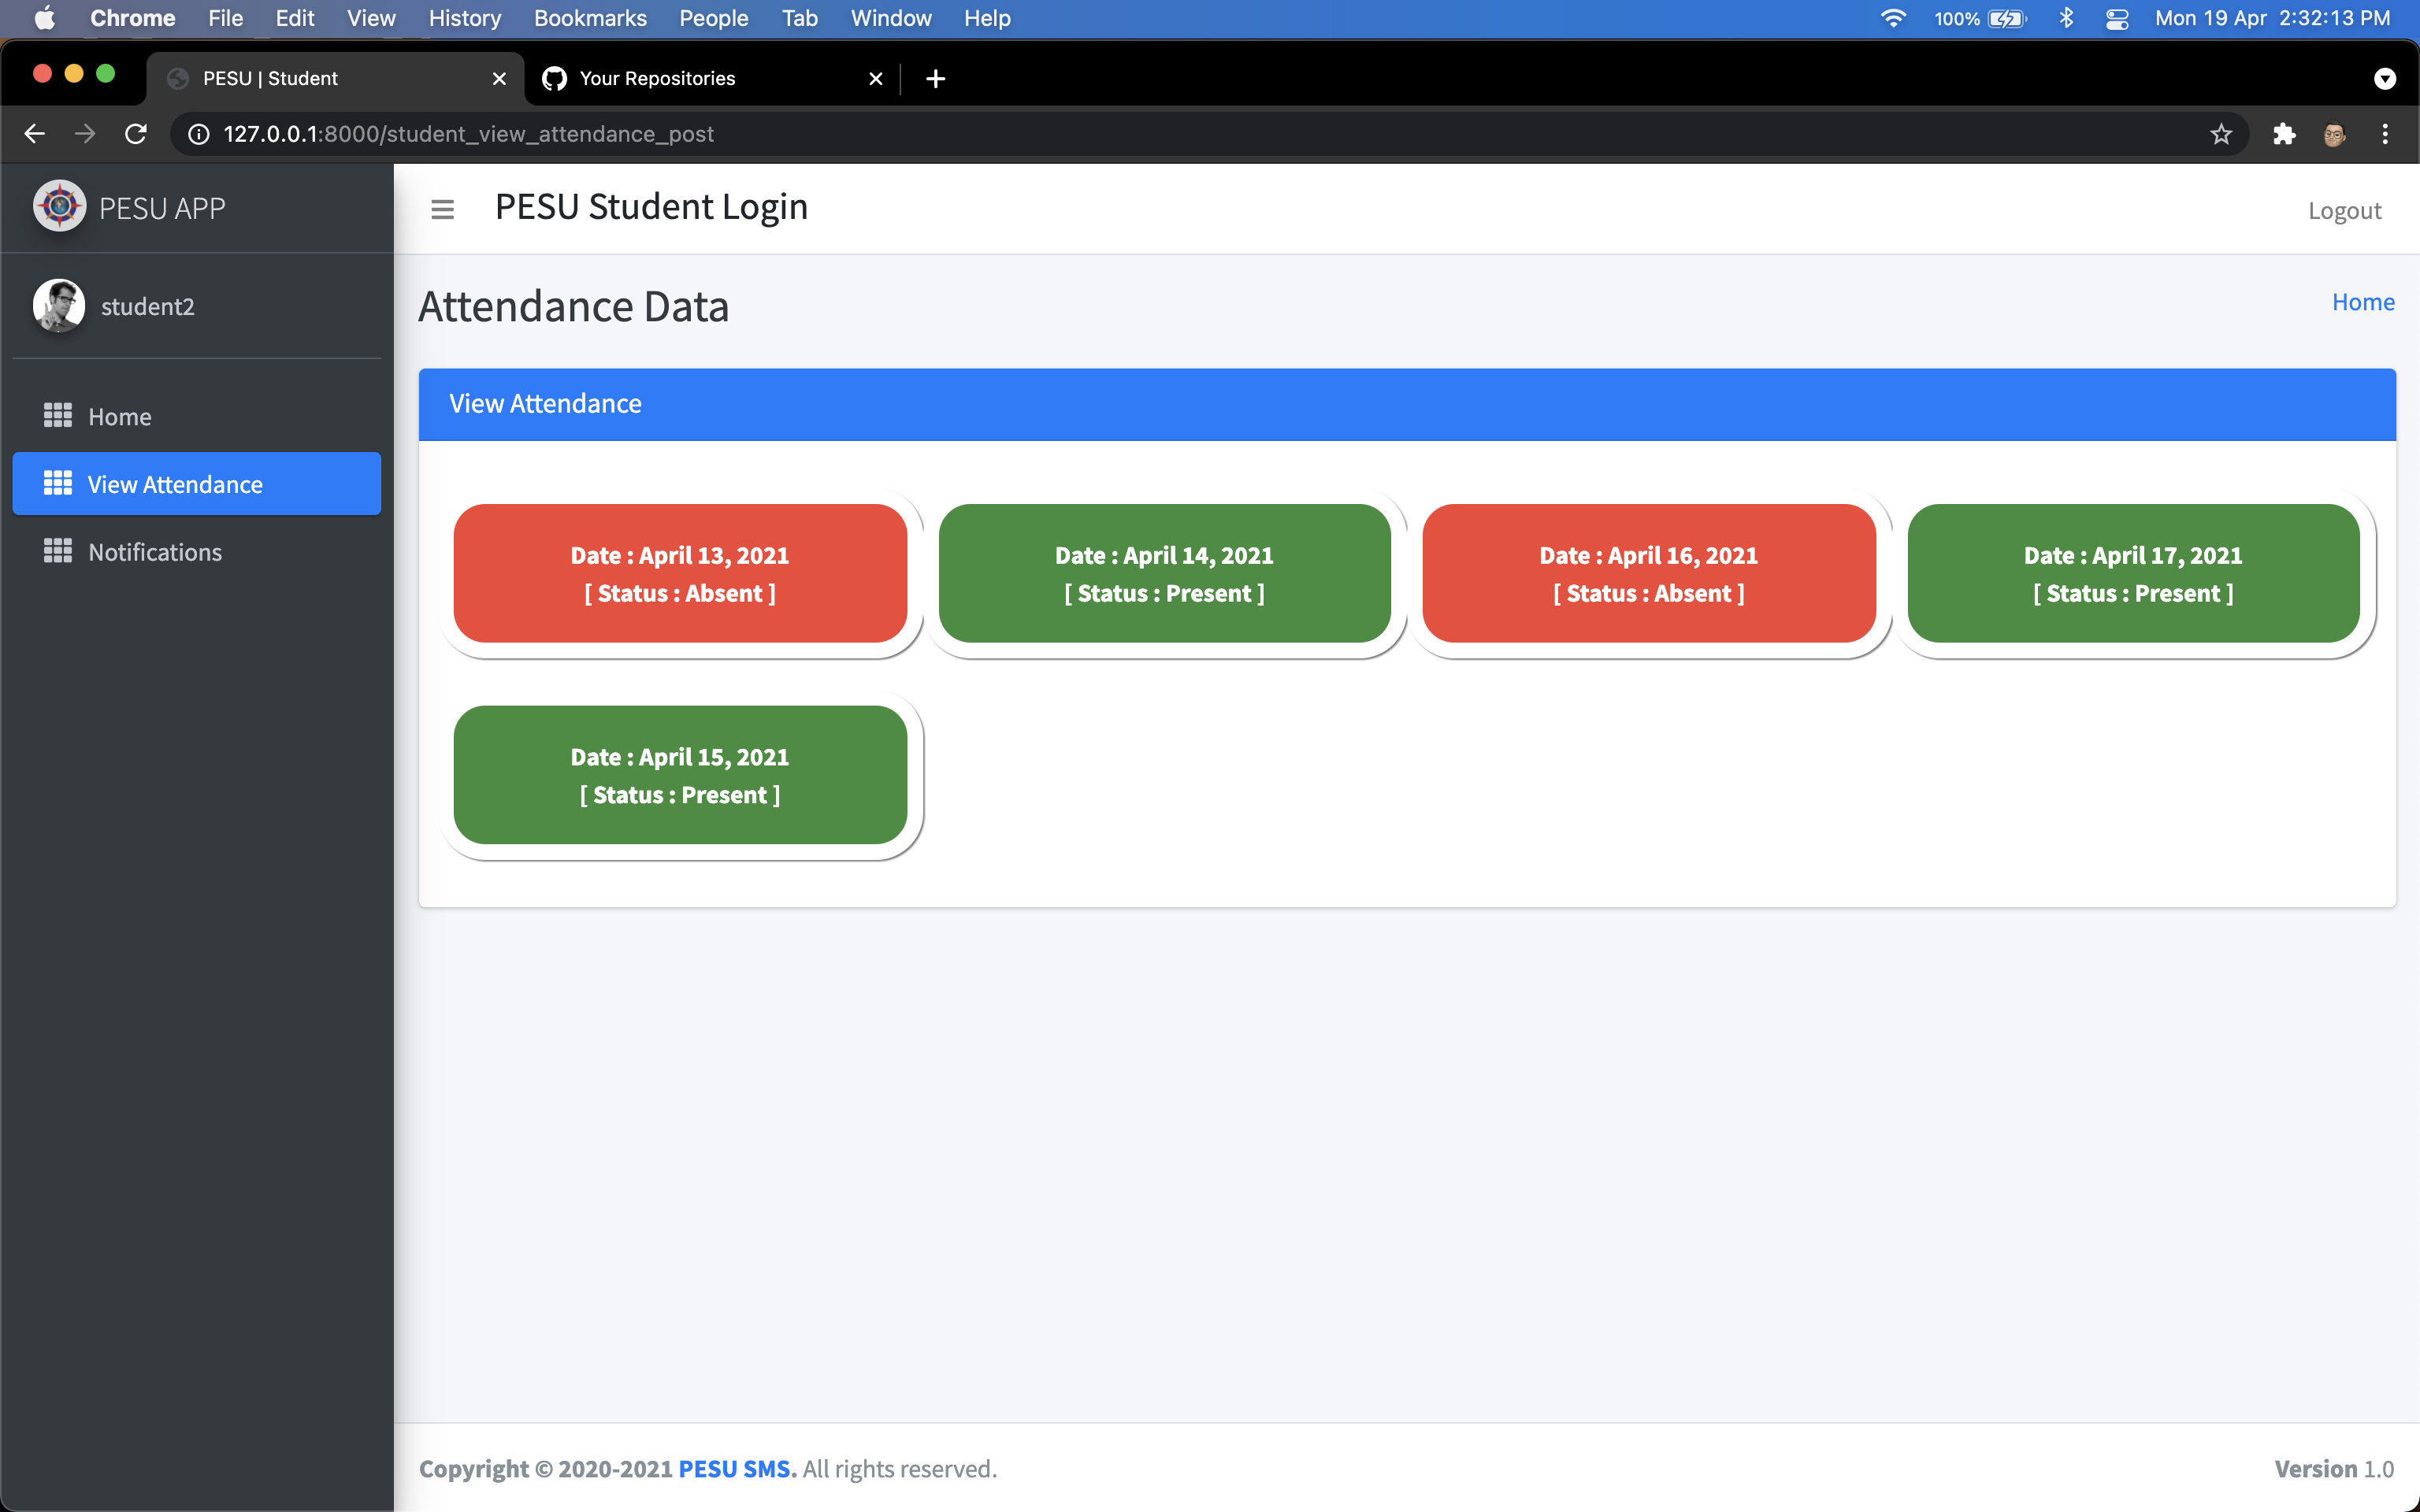 Chrome File Edit View History Bookmarks People Tab Window Help 100% Mon 19 Apr 2:32:13 PM
PESU | Student Your Repositories
127.0.0.1:8000/student_view_attendance_post
PESU APP
PESU Student Login
Logout
student2
Attendance Data
Home
Home
View Attendance
Notifications
View Attendance
Date : April 13, 2021
[ Status : Absent ]
Date : April 14, 2021
[ Status : Present ]
Date : April 16, 2021
[ Status : Absent ]
Date : April 17, 2021
[ Status : Present ]
Date : April 15, 2021
[ Status : Present ]
Copyright © 2020-2021 PESU SMS. All rights reserved.
Version 1.0